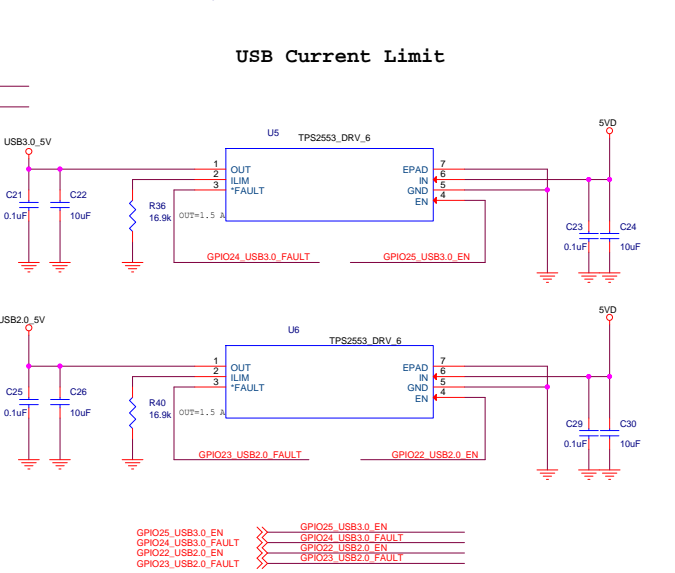 USB Current Limit
USB3.0_5V
U5
TPS2553_DRV_6
5VD
1
2
3
OUT
ILIM
*FAULT
EPAD
IN
GND
EN
7
6
5
4
C21
0.1uF
C22
10uF
R36
16.9k
OUT=1.5 A
GPIO24_USB3.0_FAULT
GPIO25_USB3.0_EN
C23
0.1uF
C24
10uF
USB2.0_5V
U6
TPS2553_DRV_6
5VD
1
2
3
OUT
ILIM
*FAULT
EPAD
IN
GND
EN
7
6
5
4
C25
0.1uF
C26
10uF
R40
16.9k
OUT=1.5 A
GPIO23_USB2.0_FAULT
GPIO22_USB2.0_EN
C29
0.1uF
C30
10uF
GPIO25_USB3.0_EN GPIO25_USB3.0_EN
GPIO24_USB3.0_FAULT GPIO24_USB3.0_FAULT
GPIO22_USB2.0_EN GPIO22_USB2.0_EN
GPIO23_USB2.0_FAULT GPIO23_USB2.0_FAULT